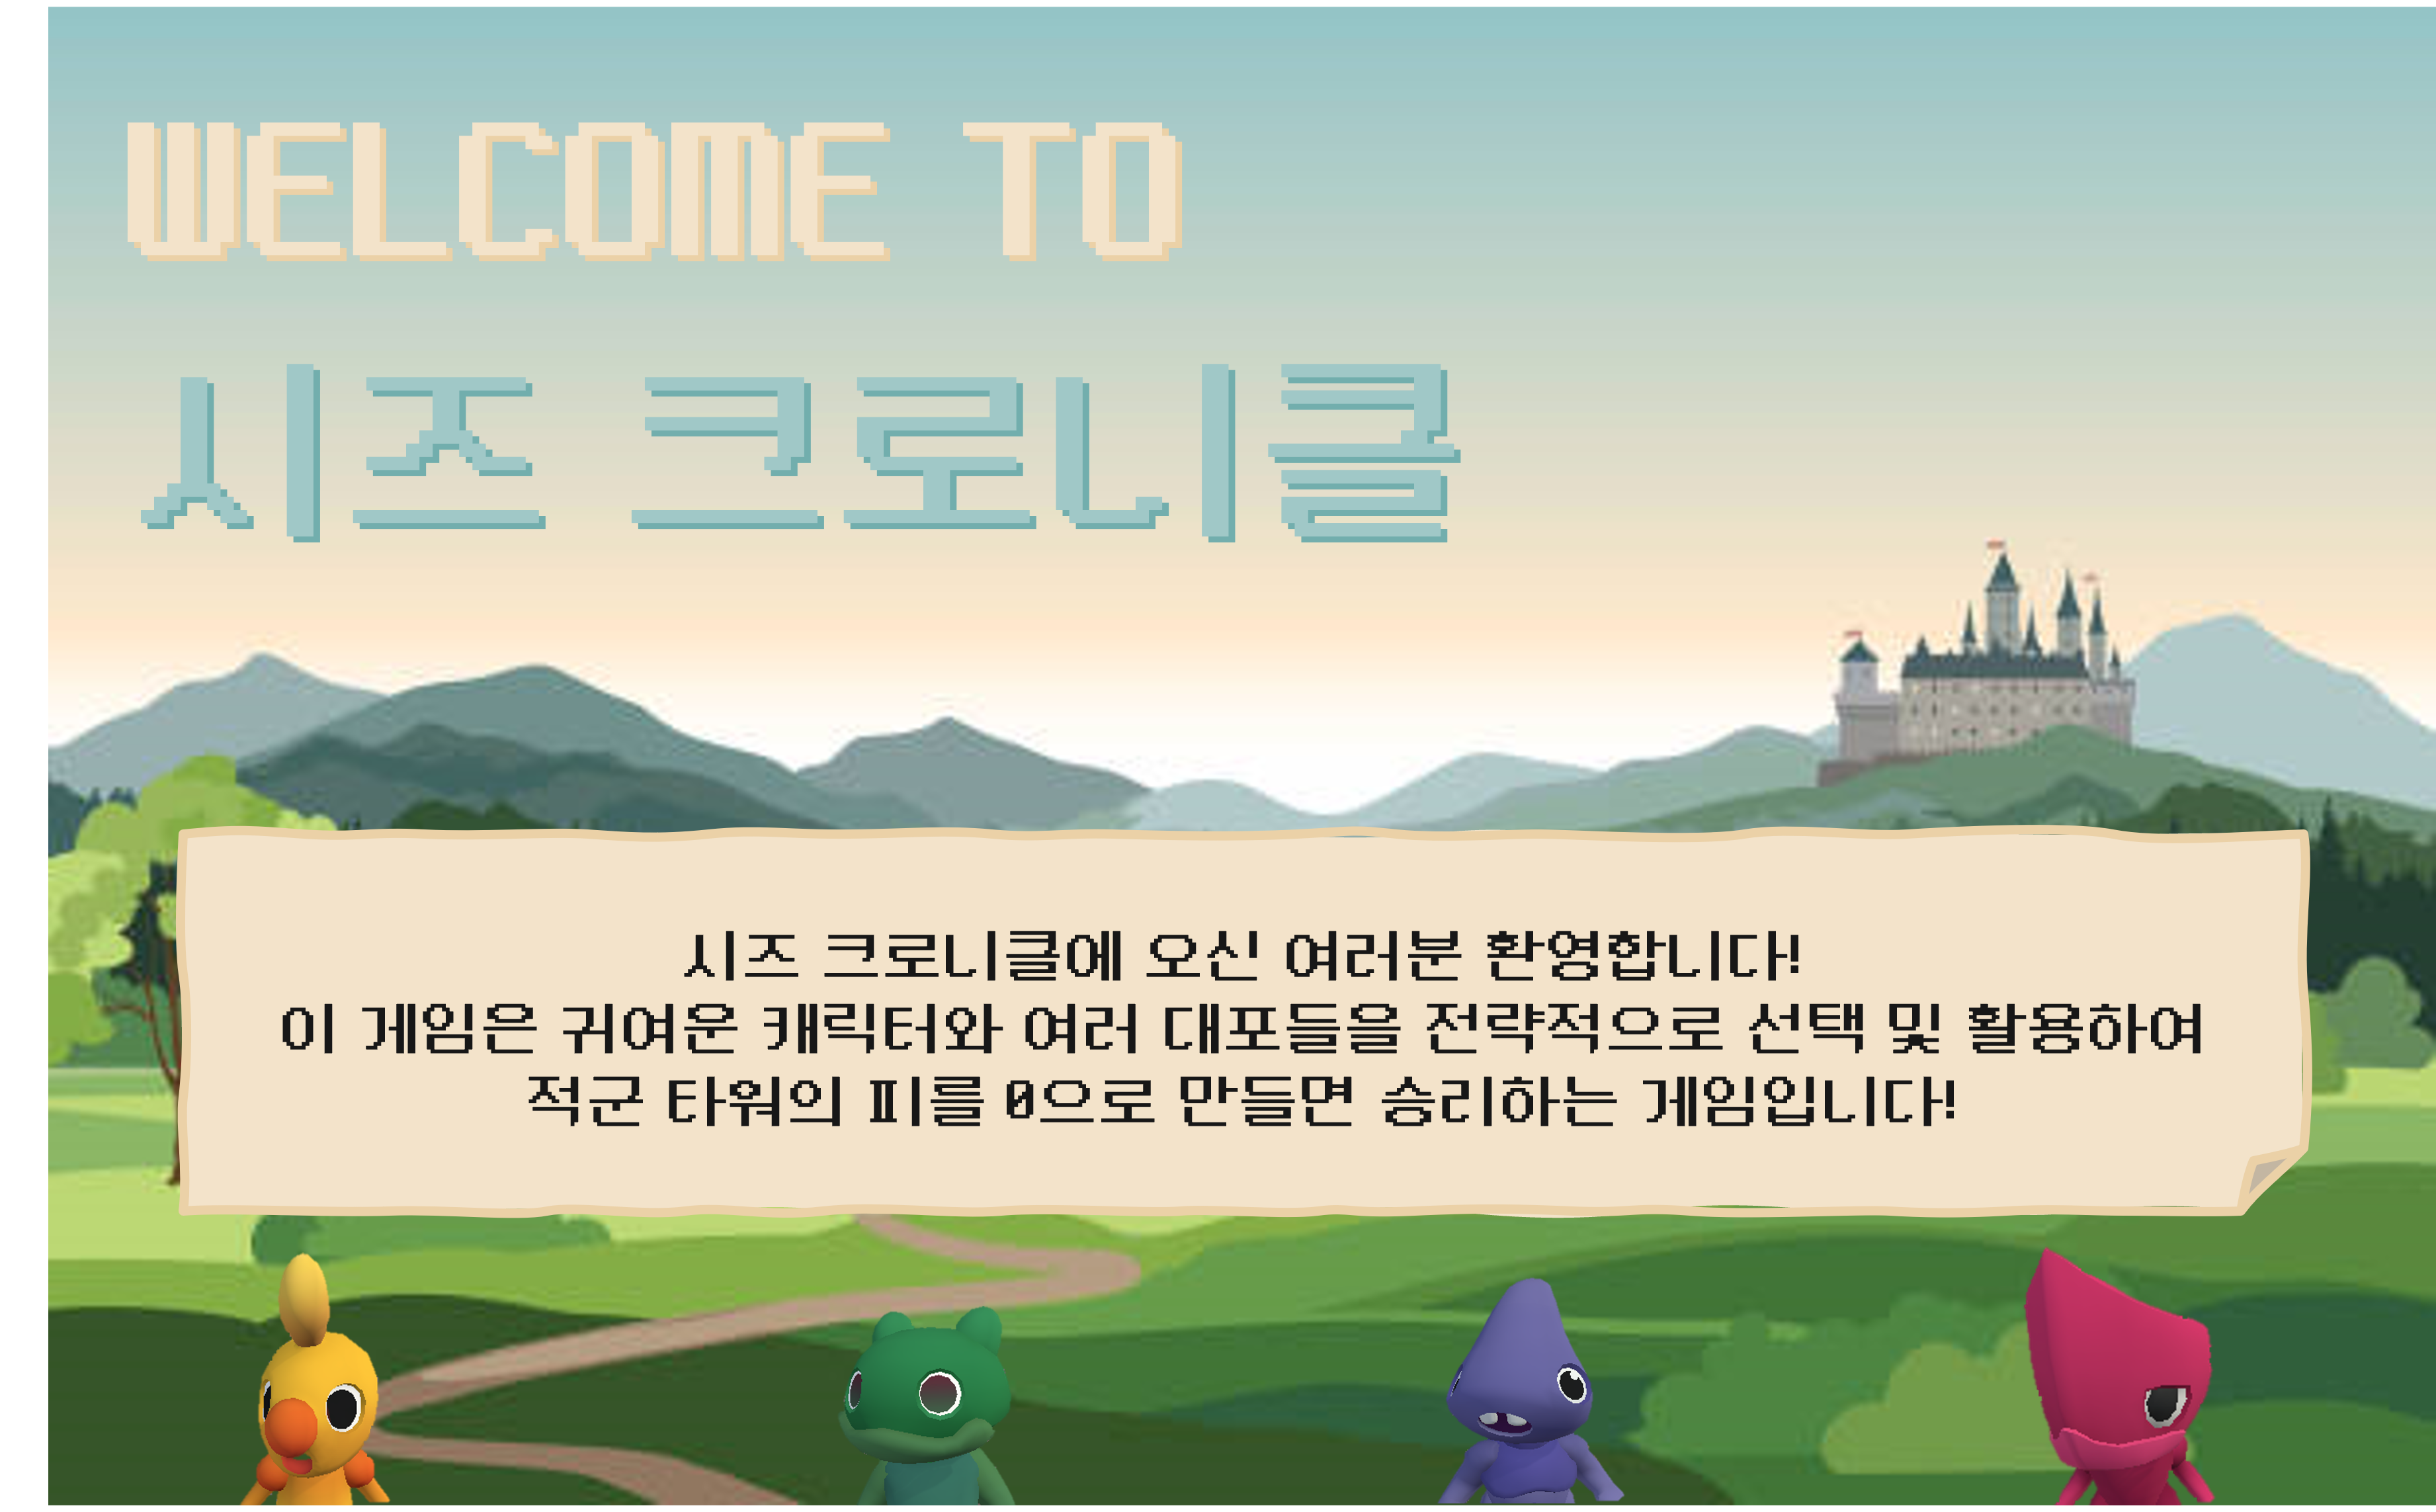 WELCOME TO
시즈 크로니클
시즈 크로니클에 오신 여러분 환영합니다!
이 게임은 귀여운 캐릭터와 여러 대포들을 전략적으로 선택 및 활용하여
적군 타워의 피를 0으로 만들면 승리하는 게임입니다!